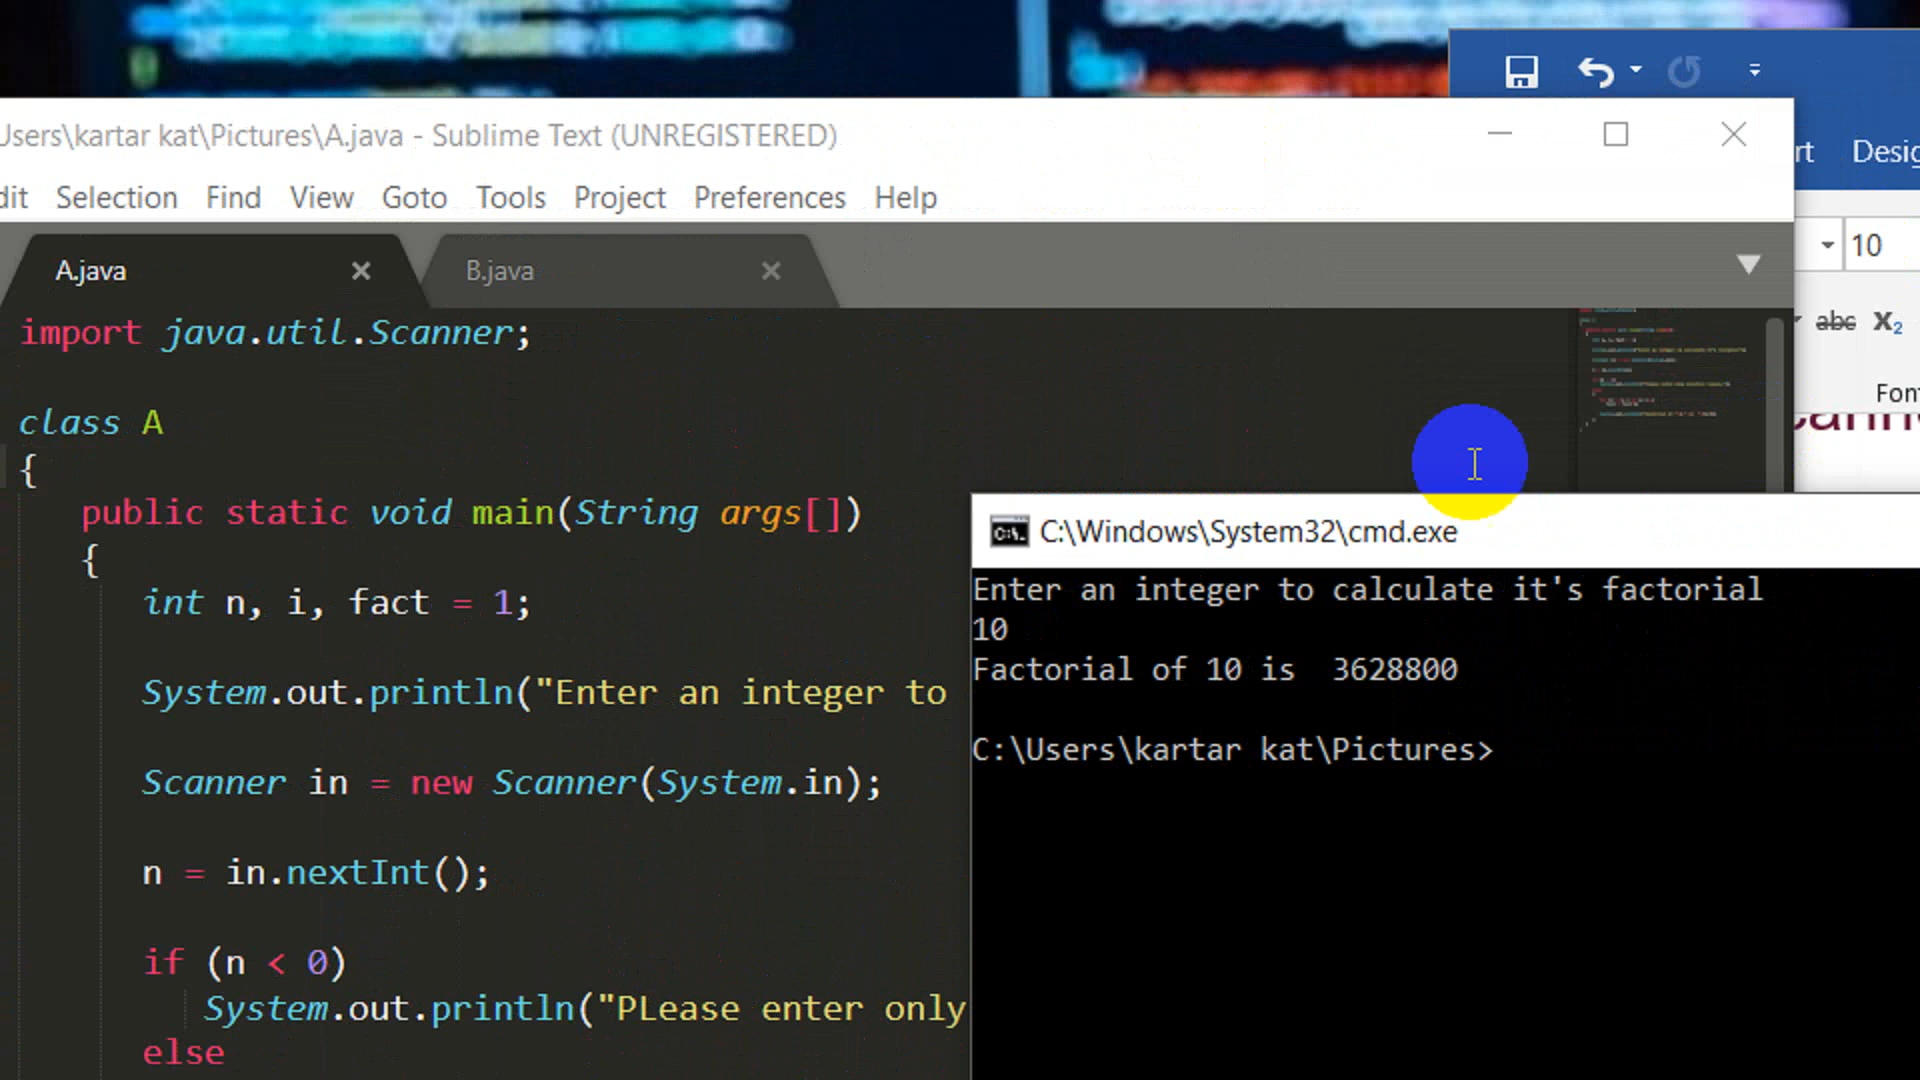 Users\kartar kat\Pictures\A.java - Sublime Text (UNREGISTERED)
dit Selection Find View Goto Tools Project Preferences Help
rt Desig
A.java
B.java
10
abc X₂
Fon
import java.util.Scanner;
class A
{
public static void main(String args[])
{
int n, i, fact = 1;
System.out.println("Enter an integer to
Scanner in = new Scanner(System.in);
n = in.nextInt();
if (n < 0)
System.out.println("PLease enter only
else
C:\Windows\System32\cmd.exe
Enter an integer to calculate it's factorial
10
Factorial of 10 is  3628800
C:\Users\kartar kat\Pictures>